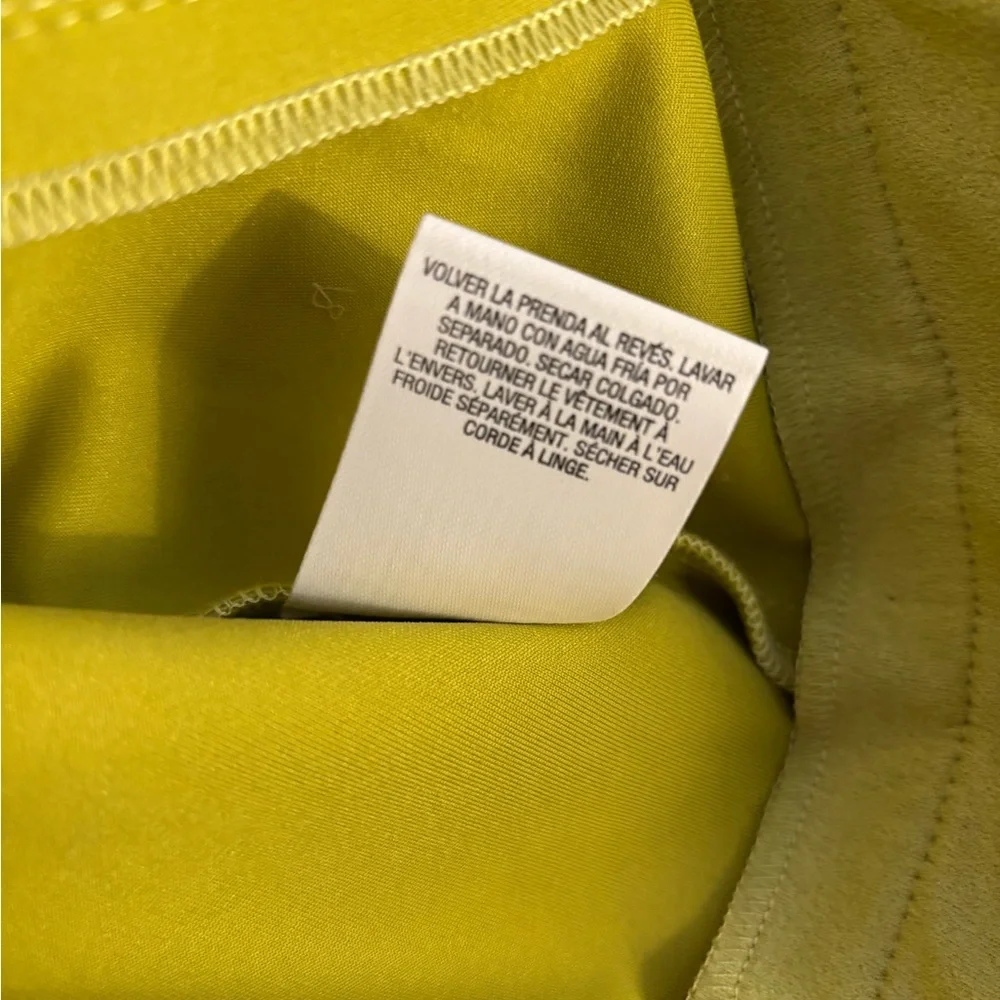 VOLVER LA PRENDA AL REVÉS. LAVAR
A MANO CON AGUA FRÍA POR
SEPARADO. SECAR COLGADO.
RETOURNER LE VÊTEMENT À
L'ENVERS. LAVER À LA MAIN À L'EAU
FROIDE SÉPARÉMENT. SÉCHER SUR
CORDE À LINGE.